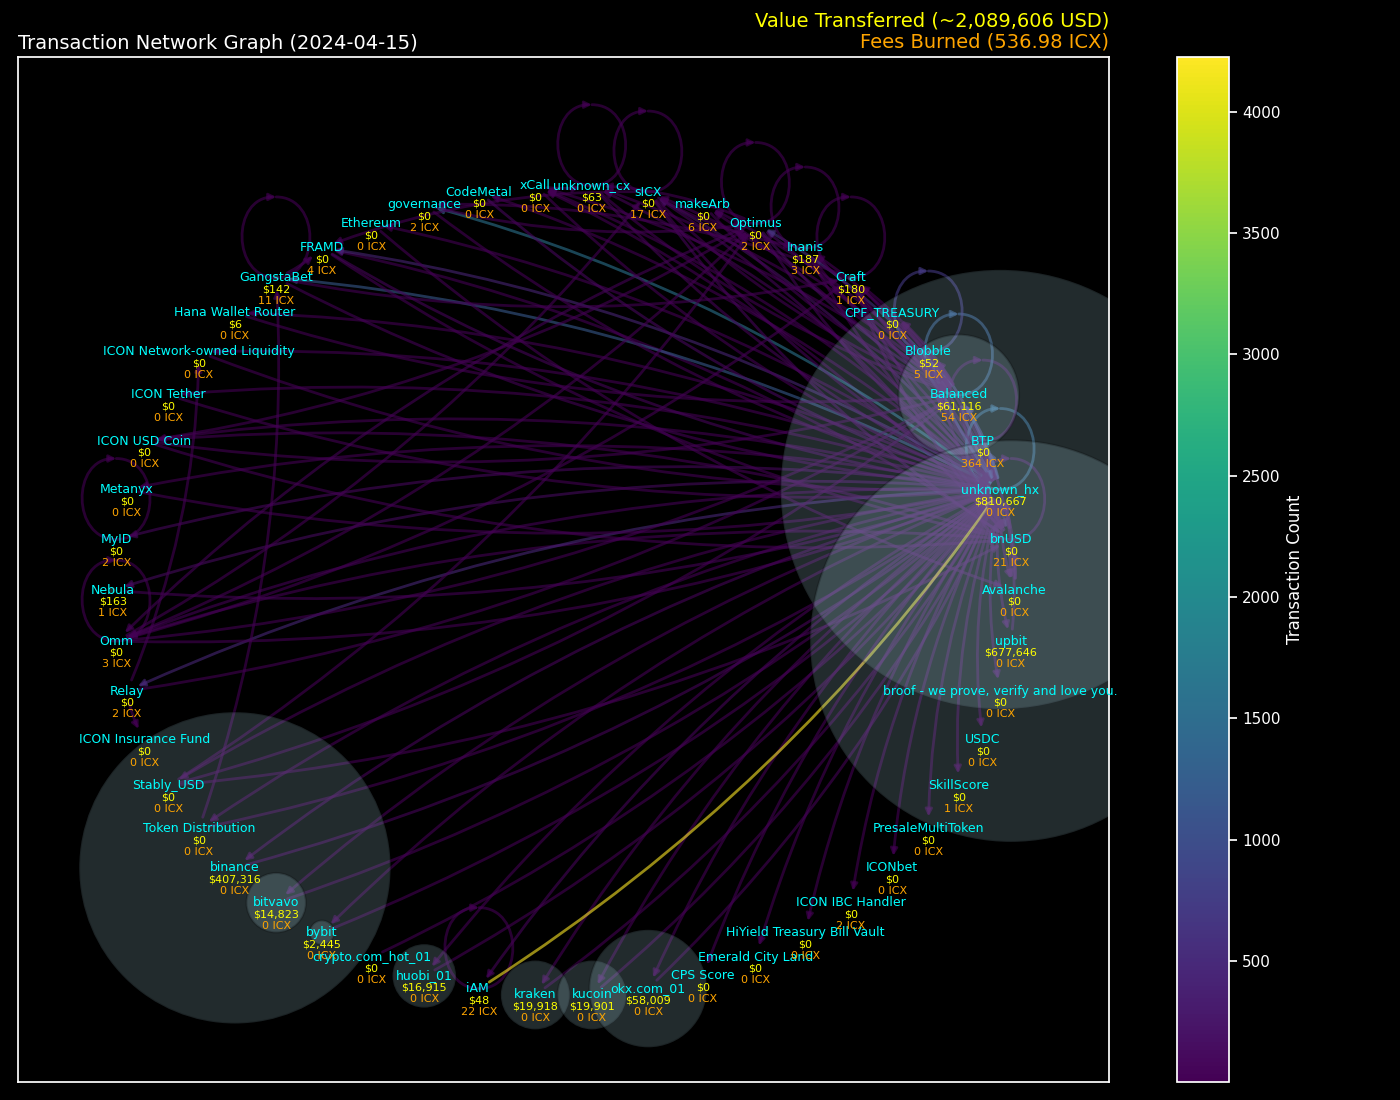 Value Transferred (~2,089,606 USD)
Transaction Network Graph (2024-04-15)
Fees Burned (536.98 ICX)
xCall
$0
0 ICX
unknown_cx
$63
0 ICX
sICX
$0
17 ICX
CodeMetal
$0
0 ICX
makeArb
$0
6 ICX
governance
$0
2 ICX
Optimus
$0
2 ICX
Ethereum
$0
0 ICX
Inanis
$187
3 ICX
FRAMD
$0
4 ICX
Craft
$180
1 ICX
GangstaBet
$142
11 ICX
CPF_TREASURY
$0
0 ICX
Hana Wallet Router
$6
0 ICX
Blobble
$52
5 ICX
ICON Network-owned Liquidity
$0
0 ICX
Balanced
$61,116
54 ICX
ICON Tether
$0
0 ICX
BTP
$0
364 ICX
ICON USD Coin
$0
0 ICX
unknown_hx
$810,667
0 ICX
Metanyx
$0
0 ICX
bnUSD
$0
21 ICX
MyID
$0
2 ICX
Avalanche
$0
0 ICX
Nebula
$163
1 ICX
upbit
$677,646
0 ICX
Omm
$0
3 ICX
broof - we prove, verify and love you.
$0
0 ICX
Relay
$0
2 ICX
USDC
$0
0 ICX
ICON Insurance Fund
$0
0 ICX
SkillScore
$0
1 ICX
Stably_USD
$0
0 ICX
PresaleMultiToken
$0
0 ICX
Token Distribution
$0
0 ICX
ICONbet
$0
0 ICX
binance
$407,316
0 ICX
ICON IBC Handler
$0
2 ICX
bitvavo
$14,823
0 ICX
HiYield Treasury Bill Vault
$0
0 ICX
bybit
$2,445
0 ICX
Emerald City Land
$0
0 ICX
crypto.com_hot_01
$0
0 ICX
CPS Score
$0
0 ICX
huobi_01
$16,915
0 ICX
okx.com_01
$58,009
0 ICX
iAM
$48
22 ICX
kraken
$19,918
0 ICX
kucoin
$19,901
0 ICX
4000
3500
3000
2500
2000
1500
1000
500
Transaction Count